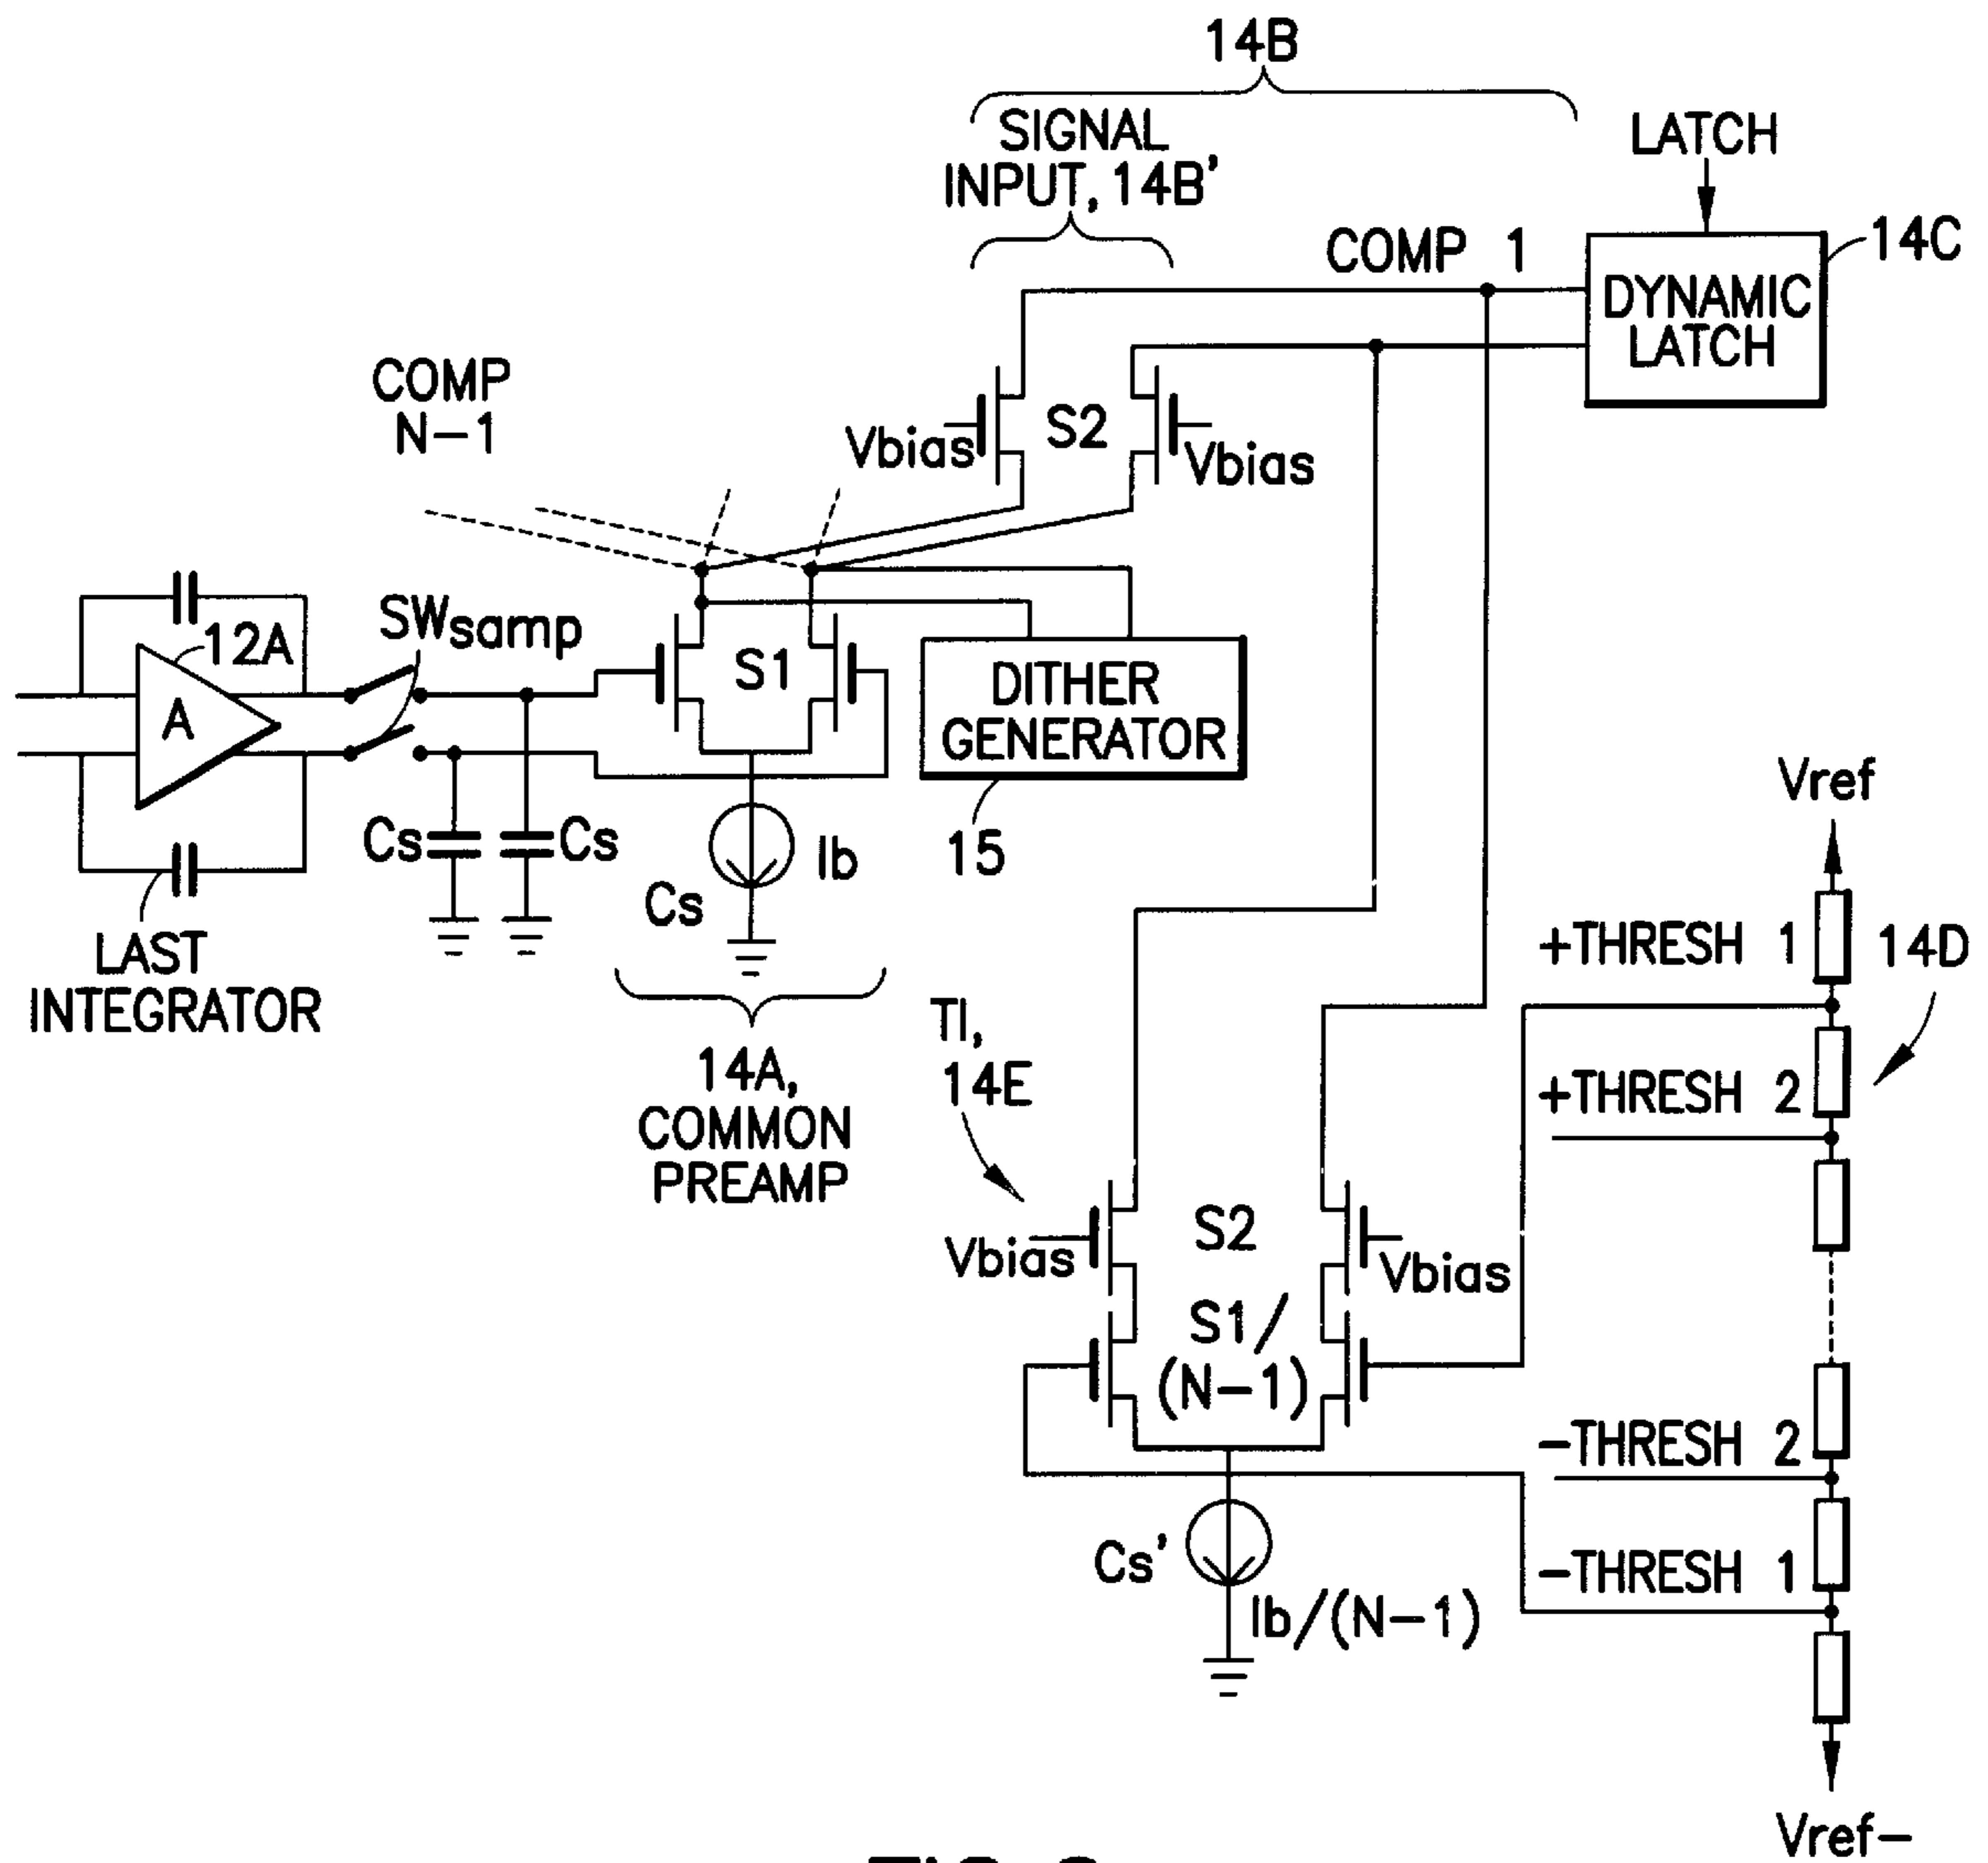 14B
SIGNAL
INPUT, 14B'
LATCH
COMP 1
14C
DYNAMIC
LATCH
COMP
N-1
Vbias
S2
Vbias
SWsamp
12A
A
S1
DITHER
GENERATOR
15
Cs
Cs
Cs
Ib
LAST
INTEGRATOR
14A,
COMMON
PREAMP
Vref
+THRESH 1
14D
+THRESH 2
TI,
14E
Vbias
S2
Vbias
S1/
(N-1)
-THRESH 2
-THRESH 1
Cs'
Ib/(N-1)
Vref-